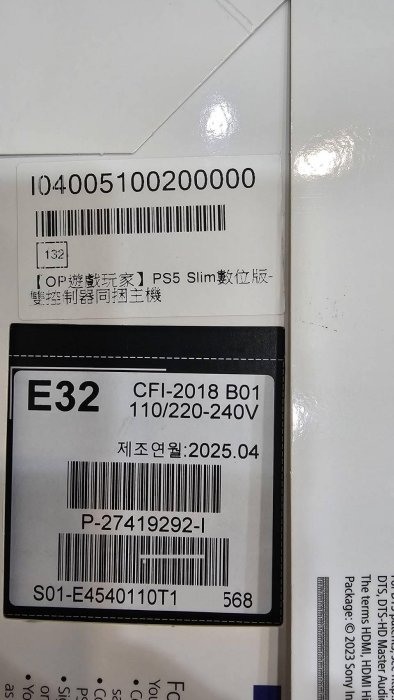 I04005100200000
132
【OP遊戲玩家】PS5 Slim數位版-
雙控制器同捆主機
E32
CFI-2018 B01
110/220-240V
제조연월:2025.04
P-27419292-I
S01-E4540110T1
568
DTS, DTS-HD Master Audi
The terms HDMI, HDMI Hi
Package: © 2023 Sony In